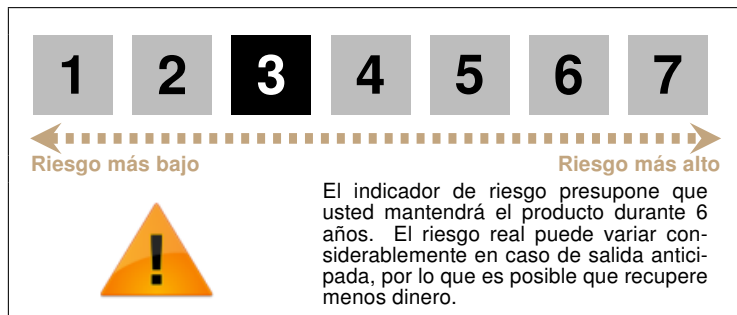 1 2 3 4 5 6 7
Riesgo más bajo Riesgo más alto
!
El indicador de riesgo presupone que
usted mantendrá el producto durante 6
años. El riesgo real puede variar con-
siderablemente en caso de salida antici-
pada, por lo que es posible que recupere
menos dinero.